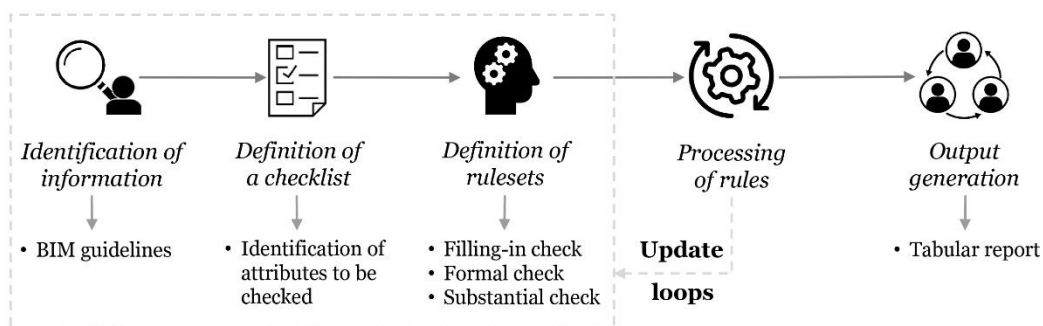 Identification of
information
Definition of
a checklist
Definition of
rulesets
Processing
of rules
Output
generation
• BIM guidelines
• Identification of
attributes to be
checked
• Filling-in check
• Formal check
• Substantial check
Update
loops
• Tabular report